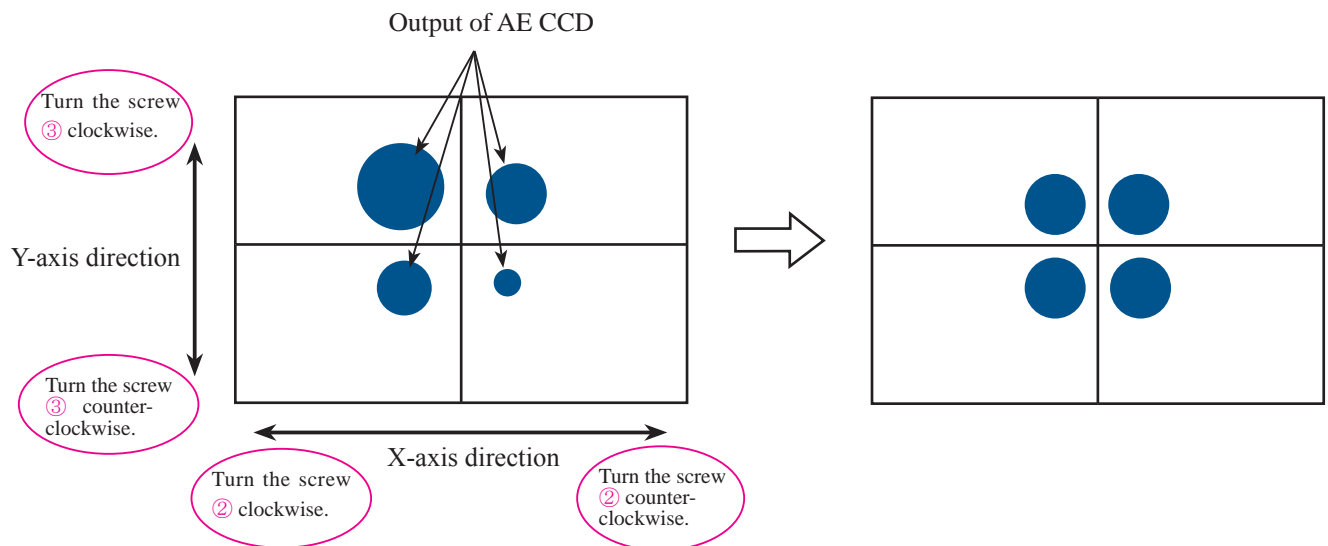 Output of AE CCD
Turn the screw
③ clockwise.
Y-axis direction
Turn the screw
③ counter-
clockwise.
X-axis direction
Turn the screw
② clockwise.
Turn the screw
② counter-
clockwise.